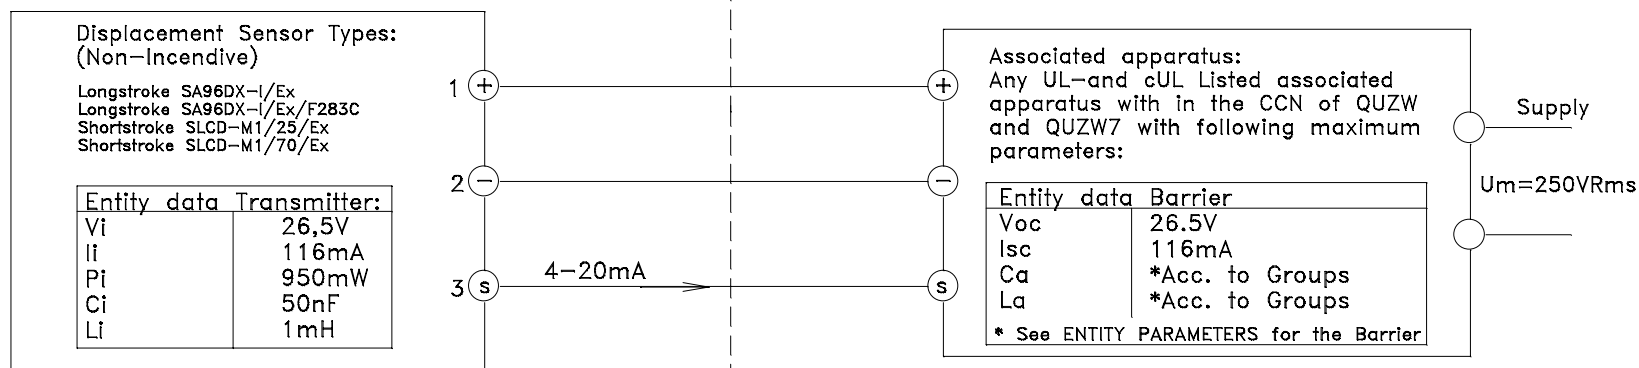 Displacement Sensor Types:
(Non-Incendive)
Longstroke SA96DX-I/Ex
Longstroke SA96DX-I/Ex/F283C
Shortstroke SLCD-M1/25/Ex
Shortstroke SLCD-M1/70/Ex
Entity data Transmitter:
Vi 26,5V
Ii 116mA
Pi 950mW
Ci 50nF
Li 1mH
1 + +
2 - -
3 s 4-20mA s
Associated apparatus:
Any UL-and cUL Listed associated
apparatus with in the CCN of QUZW
and QUZW7 with following maximum
parameters:
Entity data Barrier
Voc 26.5V
Isc 116mA
Ca *Acc. to Groups
La *Acc. to Groups
* See ENTITY PARAMETERS for the Barrier
Supply
Um=250VRms